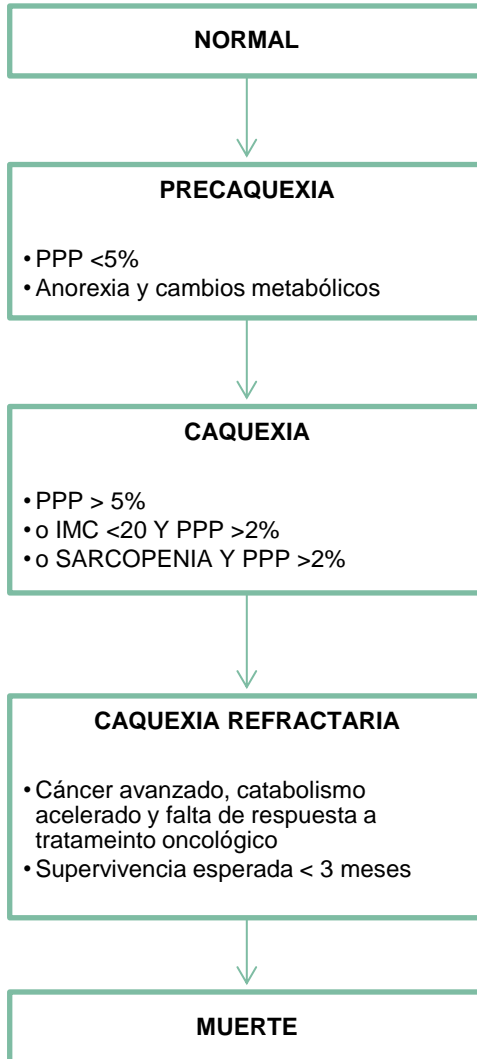 NORMAL
PRECAQUEXIA
• PPP <5%
• Anorexia y cambios metabólicos
CAQUEXIA
• PPP > 5%
• o IMC <20 Y PPP >2%
• o SARCOPENIA Y PPP >2%
CAQUEXIA REFRACTARIA
• Cáncer avanzado, catabolismo
acelerado y falta de respuesta a
tratameinto oncológico
• Supervivencia esperada < 3 meses
MUERTE